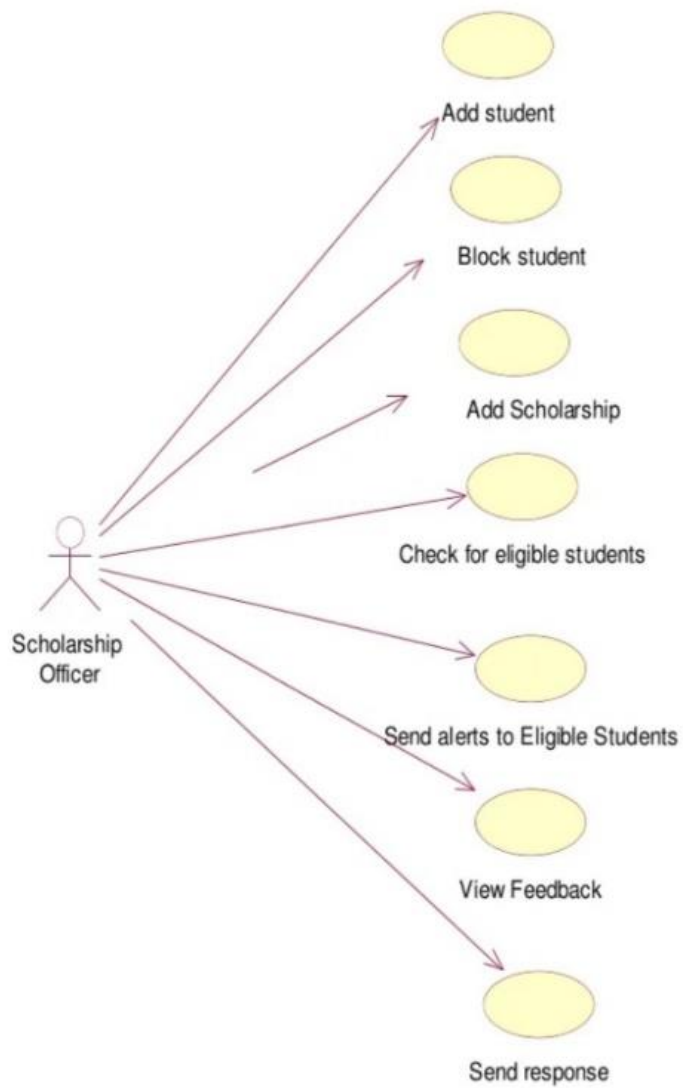 Add student
Block student
Add Scholarship
Check for eligible students
Scholarship
Officer
Send alerts to Eligible Students
View Feedback
Send response